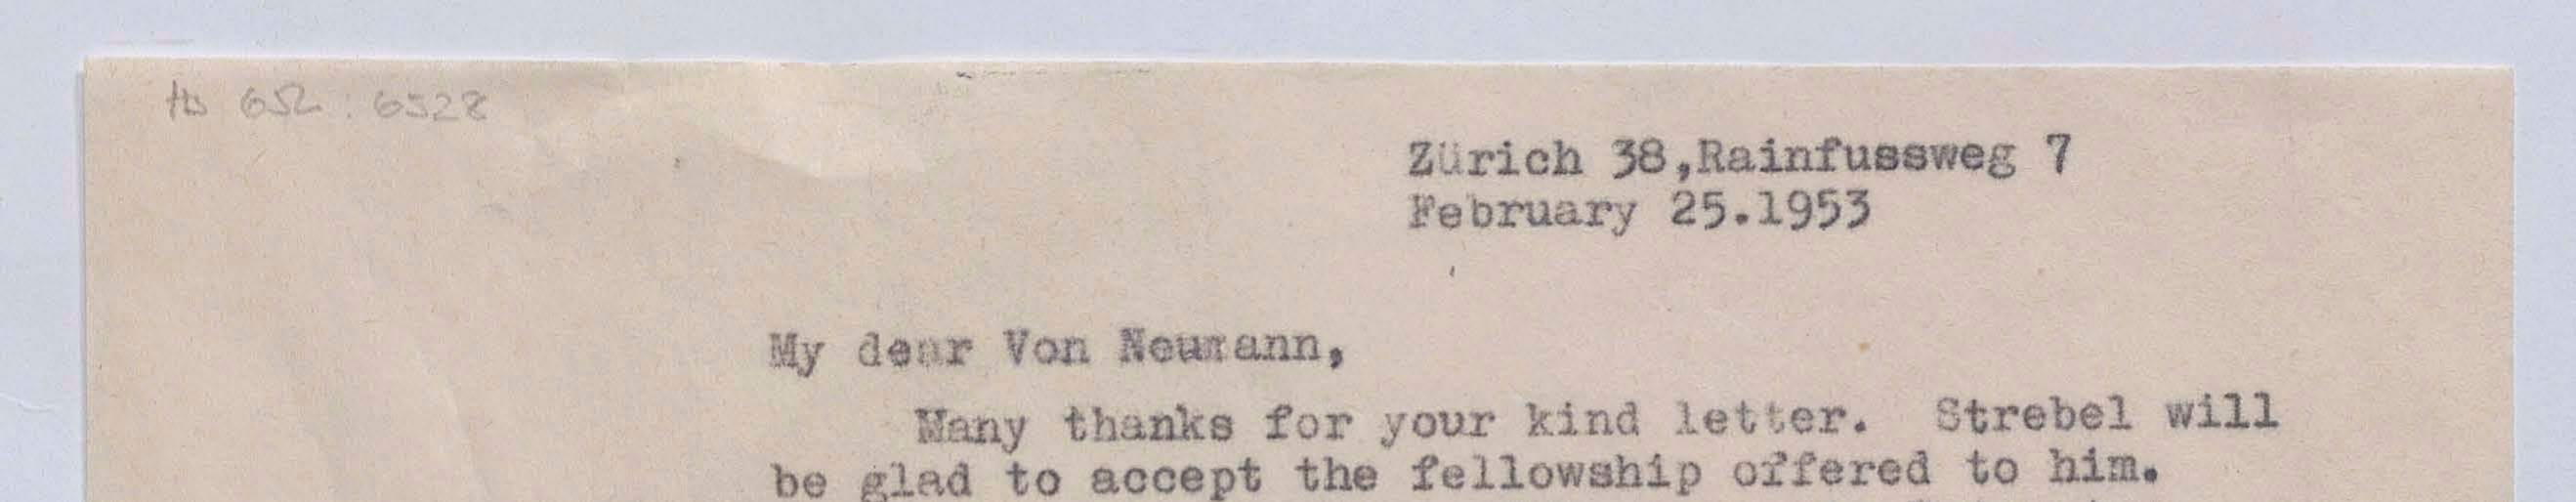 Hs 652 : 6528
Zürich 38,Rainfussweg 7
February 25.1953
My dear Von Neumann,
Many thanks for your kind letter. Strebel will
be glad to accept the fellowship offered to him.